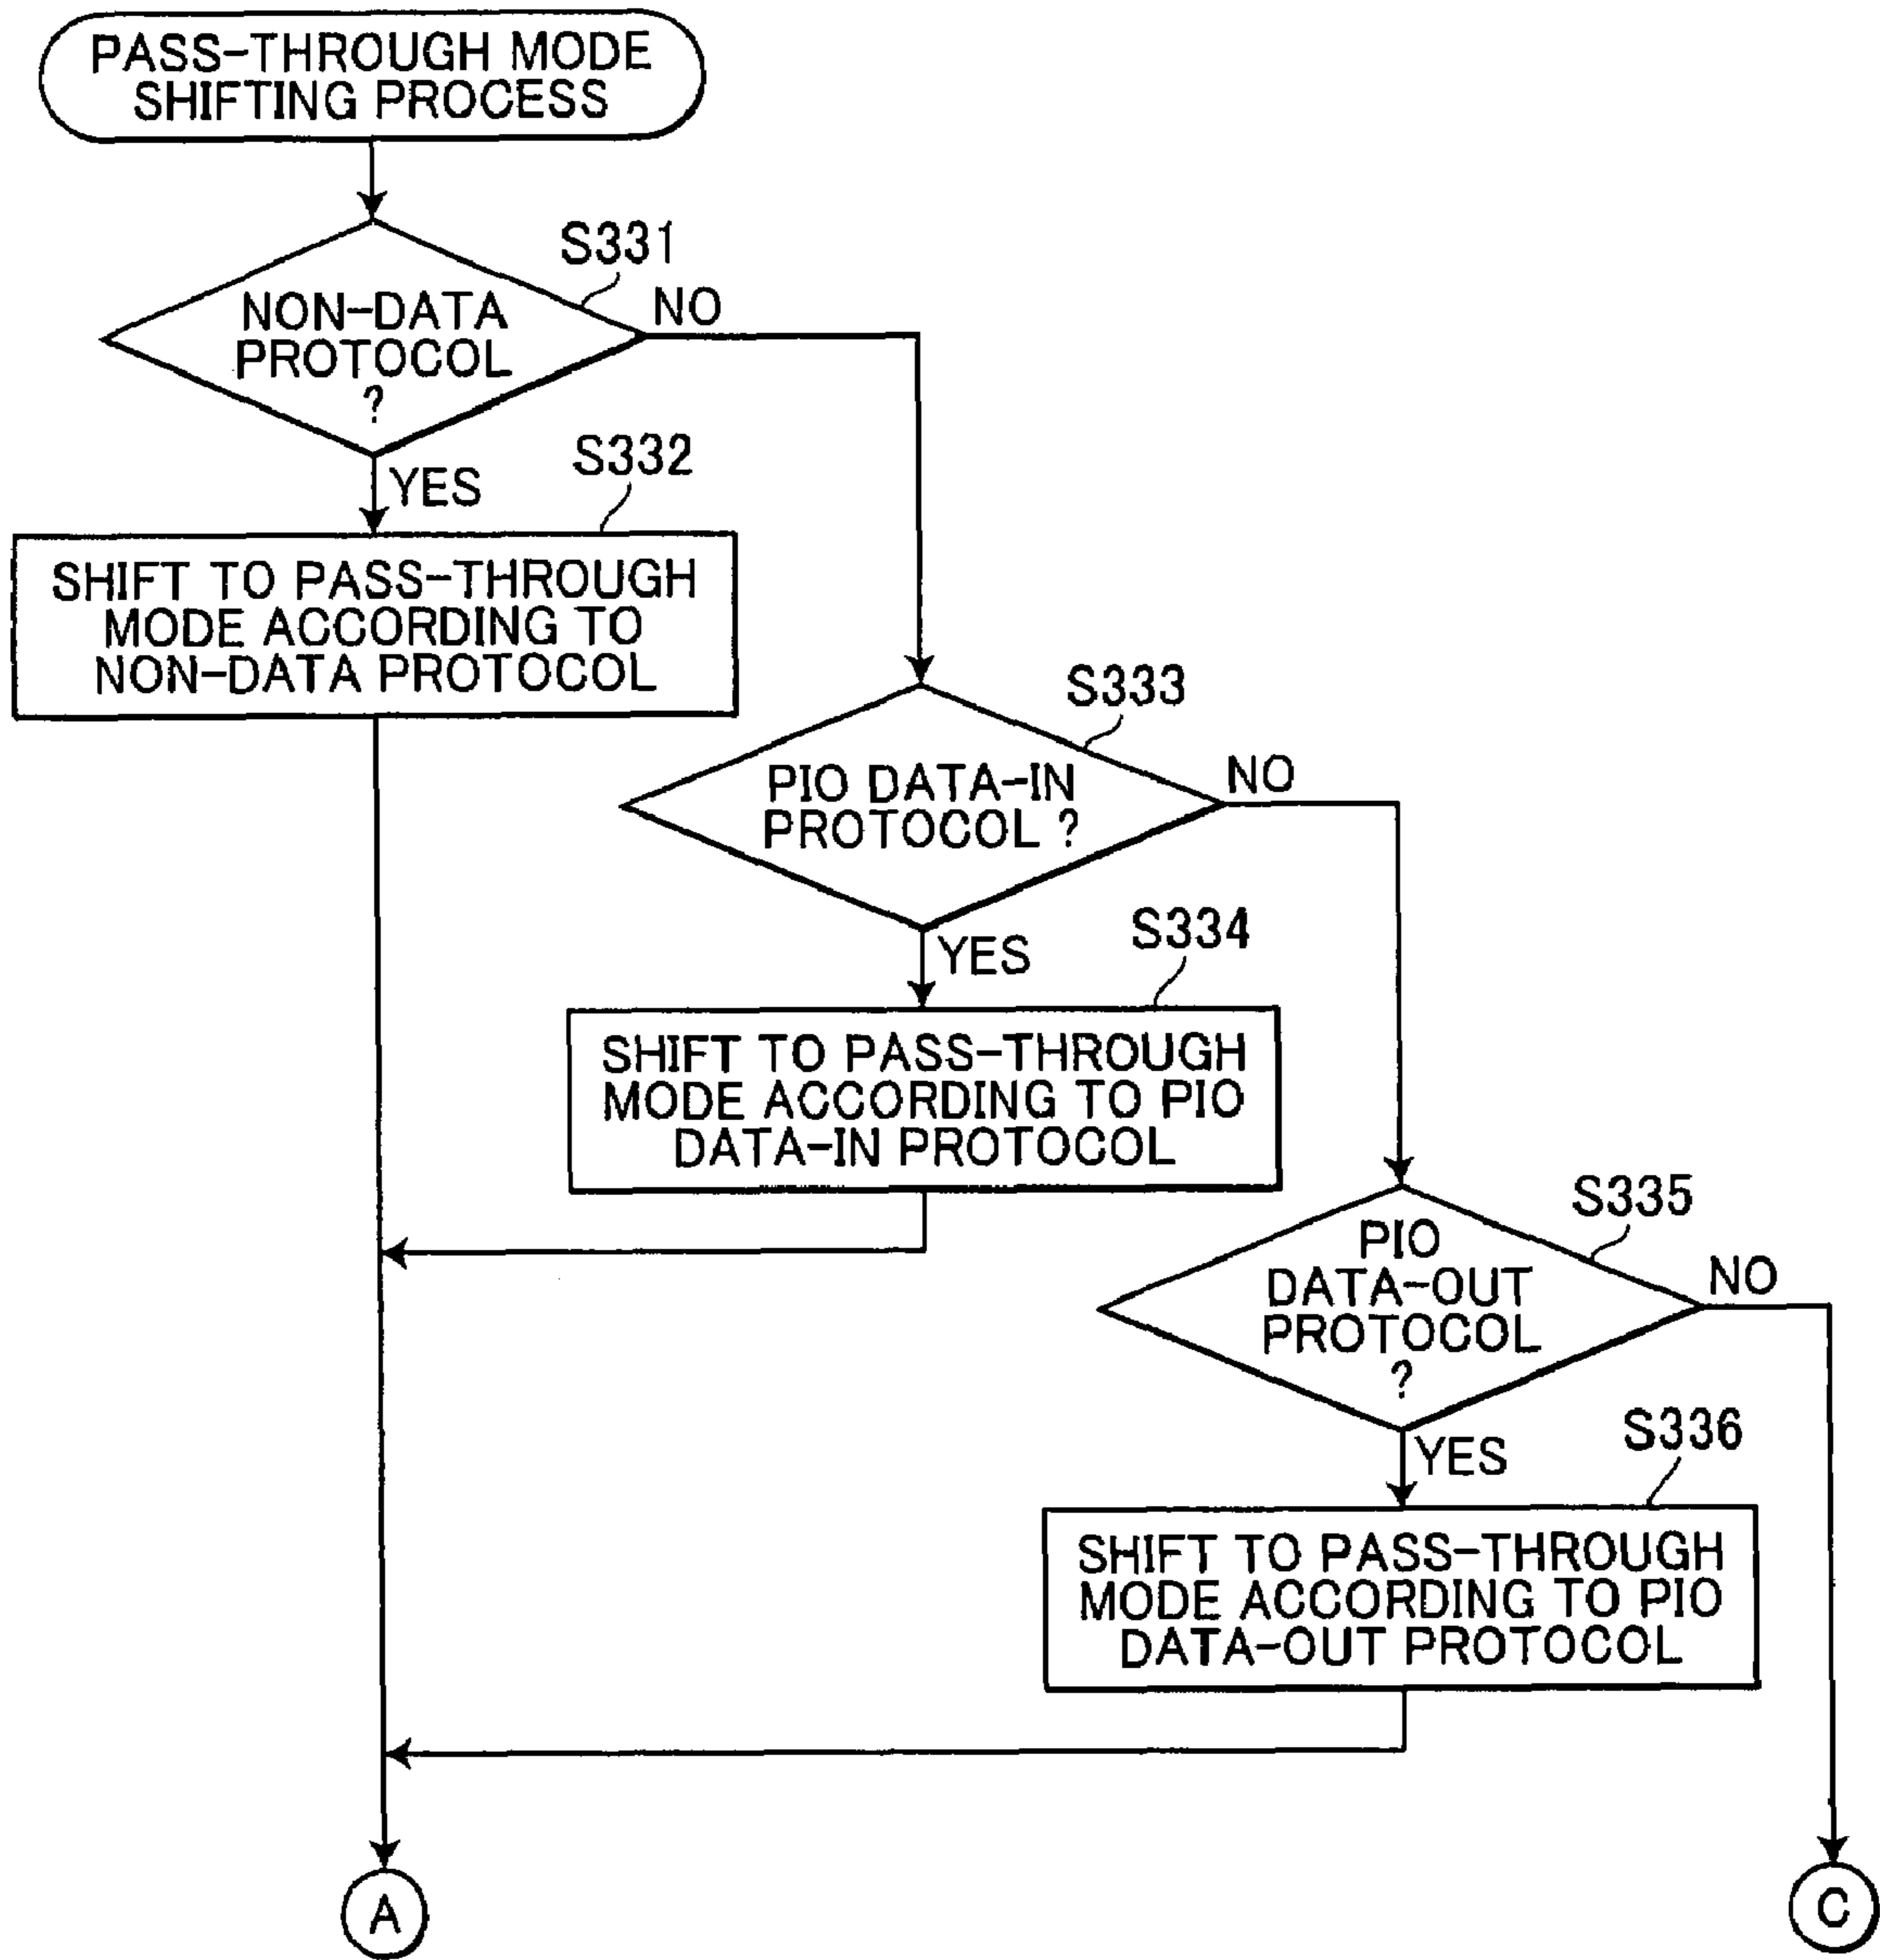 PASS-THROUGH MODE
SHIFTING PROCESS
S331
NON-DATA
PROTOCOL
?
NO
YES
S332
SHIFT TO PASS-THROUGH
MODE ACCORDING TO
NON-DATA PROTOCOL
S333
PIO DATA-IN
PROTOCOL ?
NO
YES
S334
SHIFT TO PASS-THROUGH
MODE ACCORDING TO PIO
DATA-IN PROTOCOL
S335
PIO
DATA-OUT
PROTOCOL
?
NO
YES
S336
SHIFT TO PASS-THROUGH
MODE ACCORDING TO PIO
DATA-OUT PROTOCOL
A
C